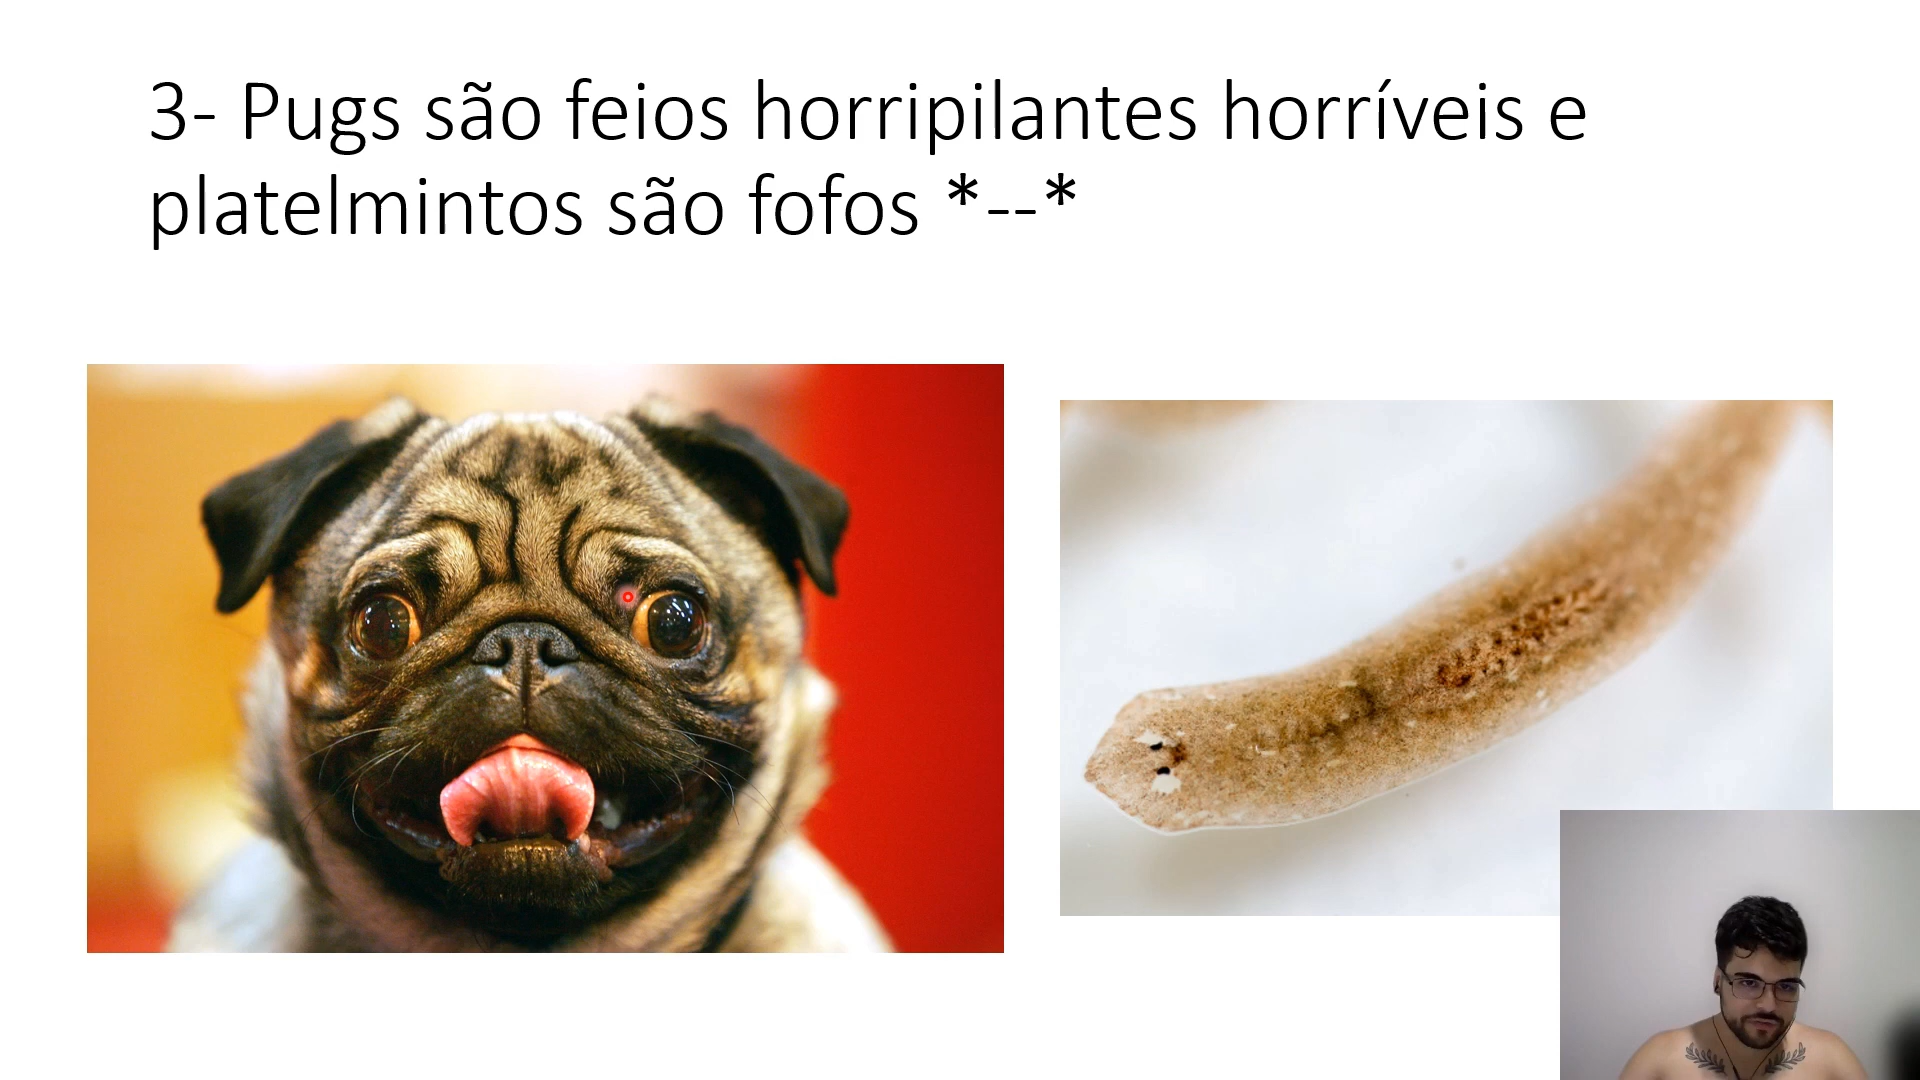 3- Pugs são feios horripilantes horríveis e
platelmintos são fofos *--*